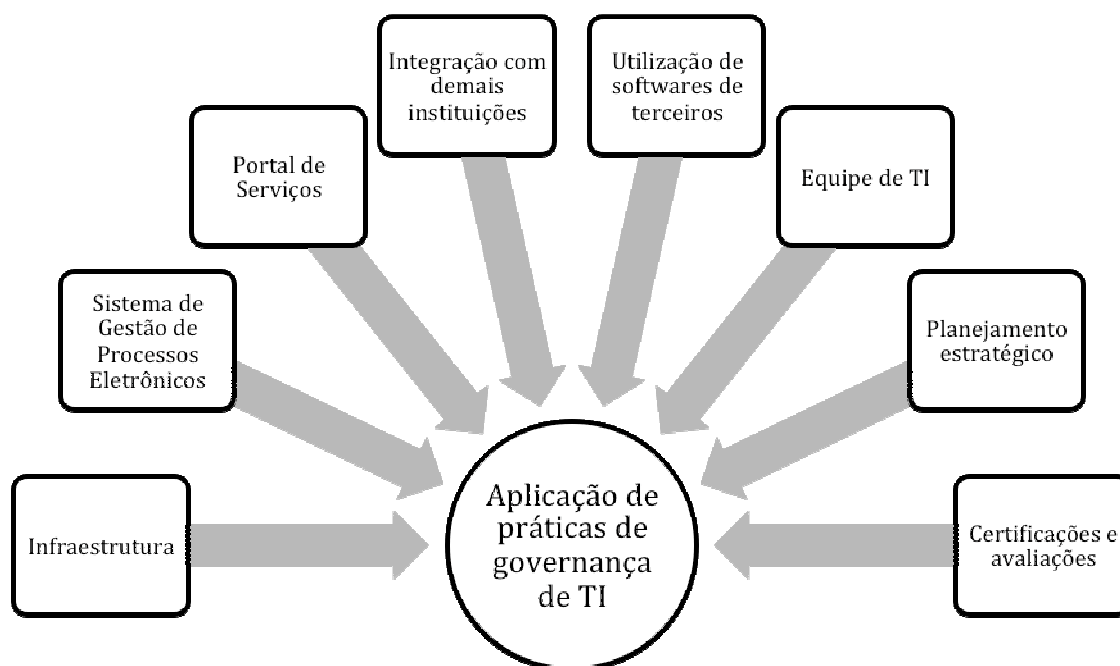 Integração com
demais
instituições
Utilização de
softwares de
terceiros
Portal de
Serviços
Equipe de TI
Sistema de
Gestão de
Processos
Eletrônicos
Planejamento
estratégico
Infraestrutura
Aplicação de
práticas de
governança
de TI
Certificações e
avaliações